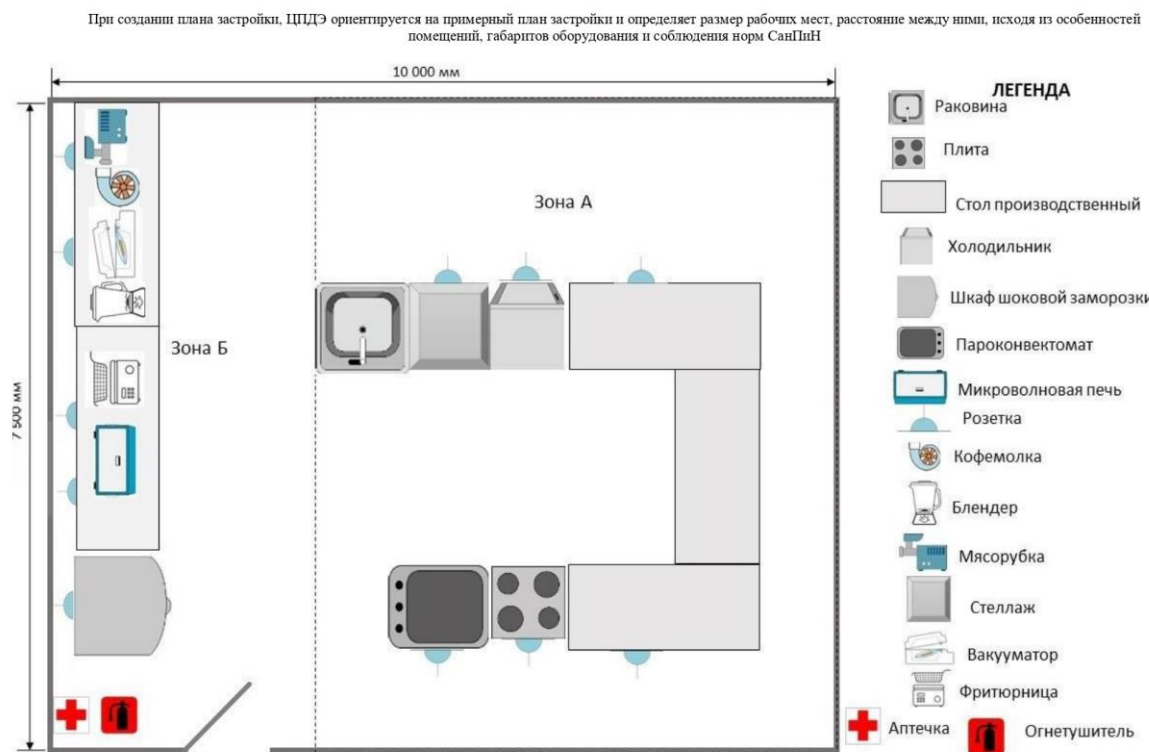 При создании плана застройки, ЦПДЭ ориентируется на примерный план застройки и определяет размер рабочих мест, расстояние между ними, исходя из особенностей
помещений, габаритов оборудования и соблюдения норм СанПиН
10 000 мм
ЛЕГЕНДА
Раковина
Плита
Зона А
Стол производственный
Холодильник
Шкаф шоковой заморозки
Зона Б
Пароконвектомат
7 500 мм
Микроволновая печь
Розетка
Кофемолка
Блендер
Мясорубка
Стеллаж
Вакууматор
Фритюрница
Аптечка
Огнетушитель